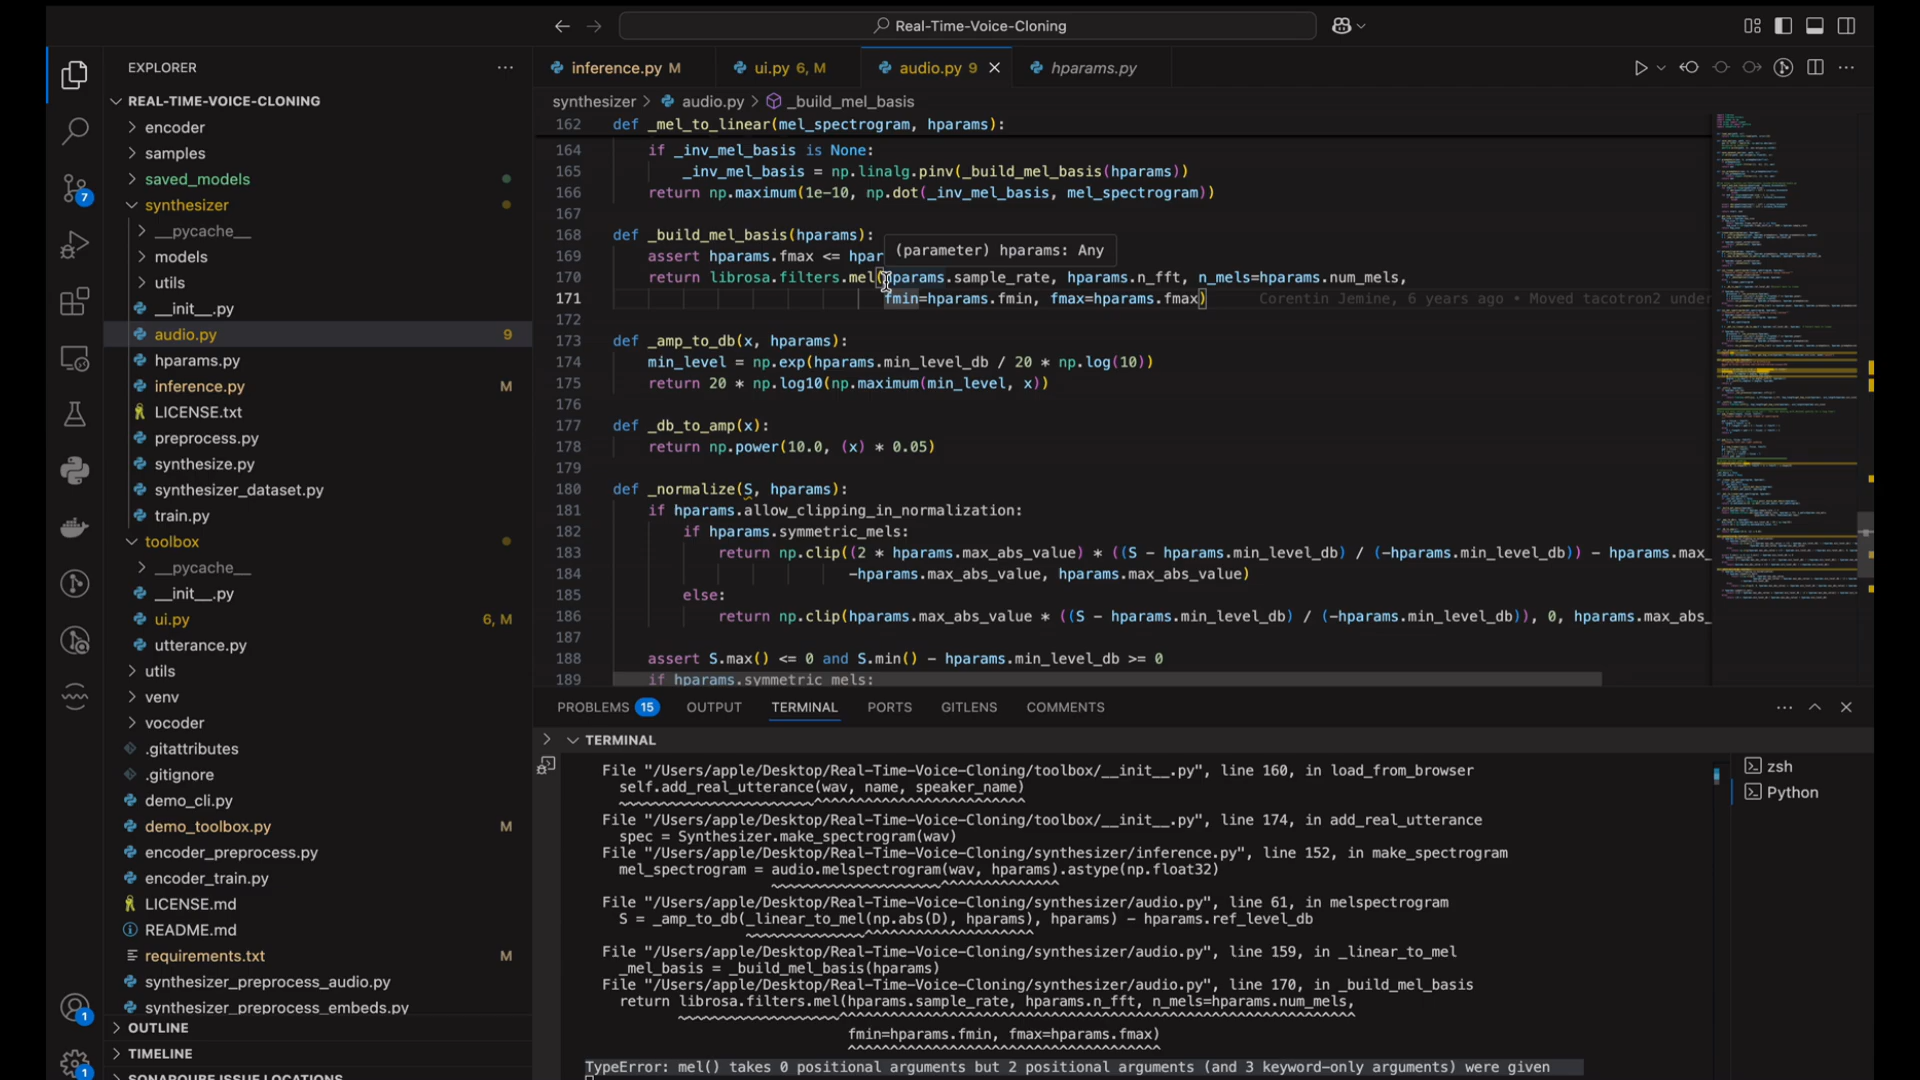 Real-Time-Voice-Cloning
EXPLORER
REAL-TIME-VOICE-CLONING
encoder
samples
saved_models
synthesizer
__pycache__
models
utils
__init__.py
audio.py 9
hparams.py
inference.py M
LICENSE.txt
preprocess.py
synthesize.py
synthesizer_dataset.py
train.py
toolbox
__pycache__
__init__.py
ui.py 6, M
utterance.py
utils
venv
vocoder
.gitattributes
.gitignore
demo_cli.py
demo_toolbox.py M
encoder_preprocess.py
encoder_train.py
LICENSE.md
README.md
requirements.txt M
synthesizer_preprocess_audio.py
synthesizer_preprocess_embeds.py
OUTLINE
TIMELINE
SONARQUBE ISSUE LOCATIONS
7
1
1
inference.py M ui.py 6, M audio.py 9 hparams.py
synthesizer > audio.py > _build_mel_basis
162 def _mel_to_linear(mel_spectrogram, hparams):
164 if _inv_mel_basis is None:
165 _inv_mel_basis = np.linalg.pinv(_build_mel_basis(hparams))
166 return np.maximum(1e-10, np.dot(_inv_mel_basis, mel_spectrogram))
167
168 def _build_mel_basis(hparams):
(parameter) hparams: Any
169 assert hparams.fmax <= hpar
170 return librosa.filters.mel(hparams.sample_rate, hparams.n_fft, n_mels=hparams.num_mels,
171 fmin=hparams.fmin, fmax=hparams.fmax) Corentin Jemine, 6 years ago • Moved tacotron2 under
172
173 def _amp_to_db(x, hparams):
174 min_level = np.exp(hparams.min_level_db / 20 * np.log(10))
175 return 20 * np.log10(np.maximum(min_level, x))
176
177 def _db_to_amp(x):
178 return np.power(10.0, (x) * 0.05)
179
180 def _normalize(S, hparams):
181 if hparams.allow_clipping_in_normalization:
182 if hparams.symmetric_mels:
183 return np.clip((2 * hparams.max_abs_value) * ((S - hparams.min_level_db) / (-hparams.min_level_db)) - hparams.max_
184 -hparams.max_abs_value, hparams.max_abs_value)
185 else:
186 return np.clip(hparams.max_abs_value * ((S - hparams.min_level_db) / (-hparams.min_level_db)), 0, hparams.max_abs_
187
188 assert S.max() <= 0 and S.min() - hparams.min_level_db >= 0
189 if hparams.symmetric_mels:
PROBLEMS 15 OUTPUT TERMINAL PORTS GITLENS COMMENTS
TERMINAL
File "/Users/apple/Desktop/Real-Time-Voice-Cloning/toolbox/__init__.py", line 160, in load_from_browser
self.add_real_utterance(wav, name, speaker_name)
File "/Users/apple/Desktop/Real-Time-Voice-Cloning/toolbox/__init__.py", line 174, in add_real_utterance
spec = Synthesizer.make_spectrogram(wav)
File "/Users/apple/Desktop/Real-Time-Voice-Cloning/synthesizer/inference.py", line 152, in make_spectrogram
mel_spectrogram = audio.melspectrogram(wav, hparams).astype(np.float32)
File "/Users/apple/Desktop/Real-Time-Voice-Cloning/synthesizer/audio.py", line 61, in melspectrogram
S = _amp_to_db(_linear_to_mel(np.abs(D), hparams), hparams) - hparams.ref_level_db
File "/Users/apple/Desktop/Real-Time-Voice-Cloning/synthesizer/audio.py", line 159, in _linear_to_mel
_mel_basis = _build_mel_basis(hparams)
File "/Users/apple/Desktop/Real-Time-Voice-Cloning/synthesizer/audio.py", line 170, in _build_mel_basis
return librosa.filters.mel(hparams.sample_rate, hparams.n_fft, n_mels=hparams.num_mels,
fmin=hparams.fmin, fmax=hparams.fmax)
TypeError: mel() takes 0 positional arguments but 2 positional arguments (and 3 keyword-only arguments) were given
zsh
Python